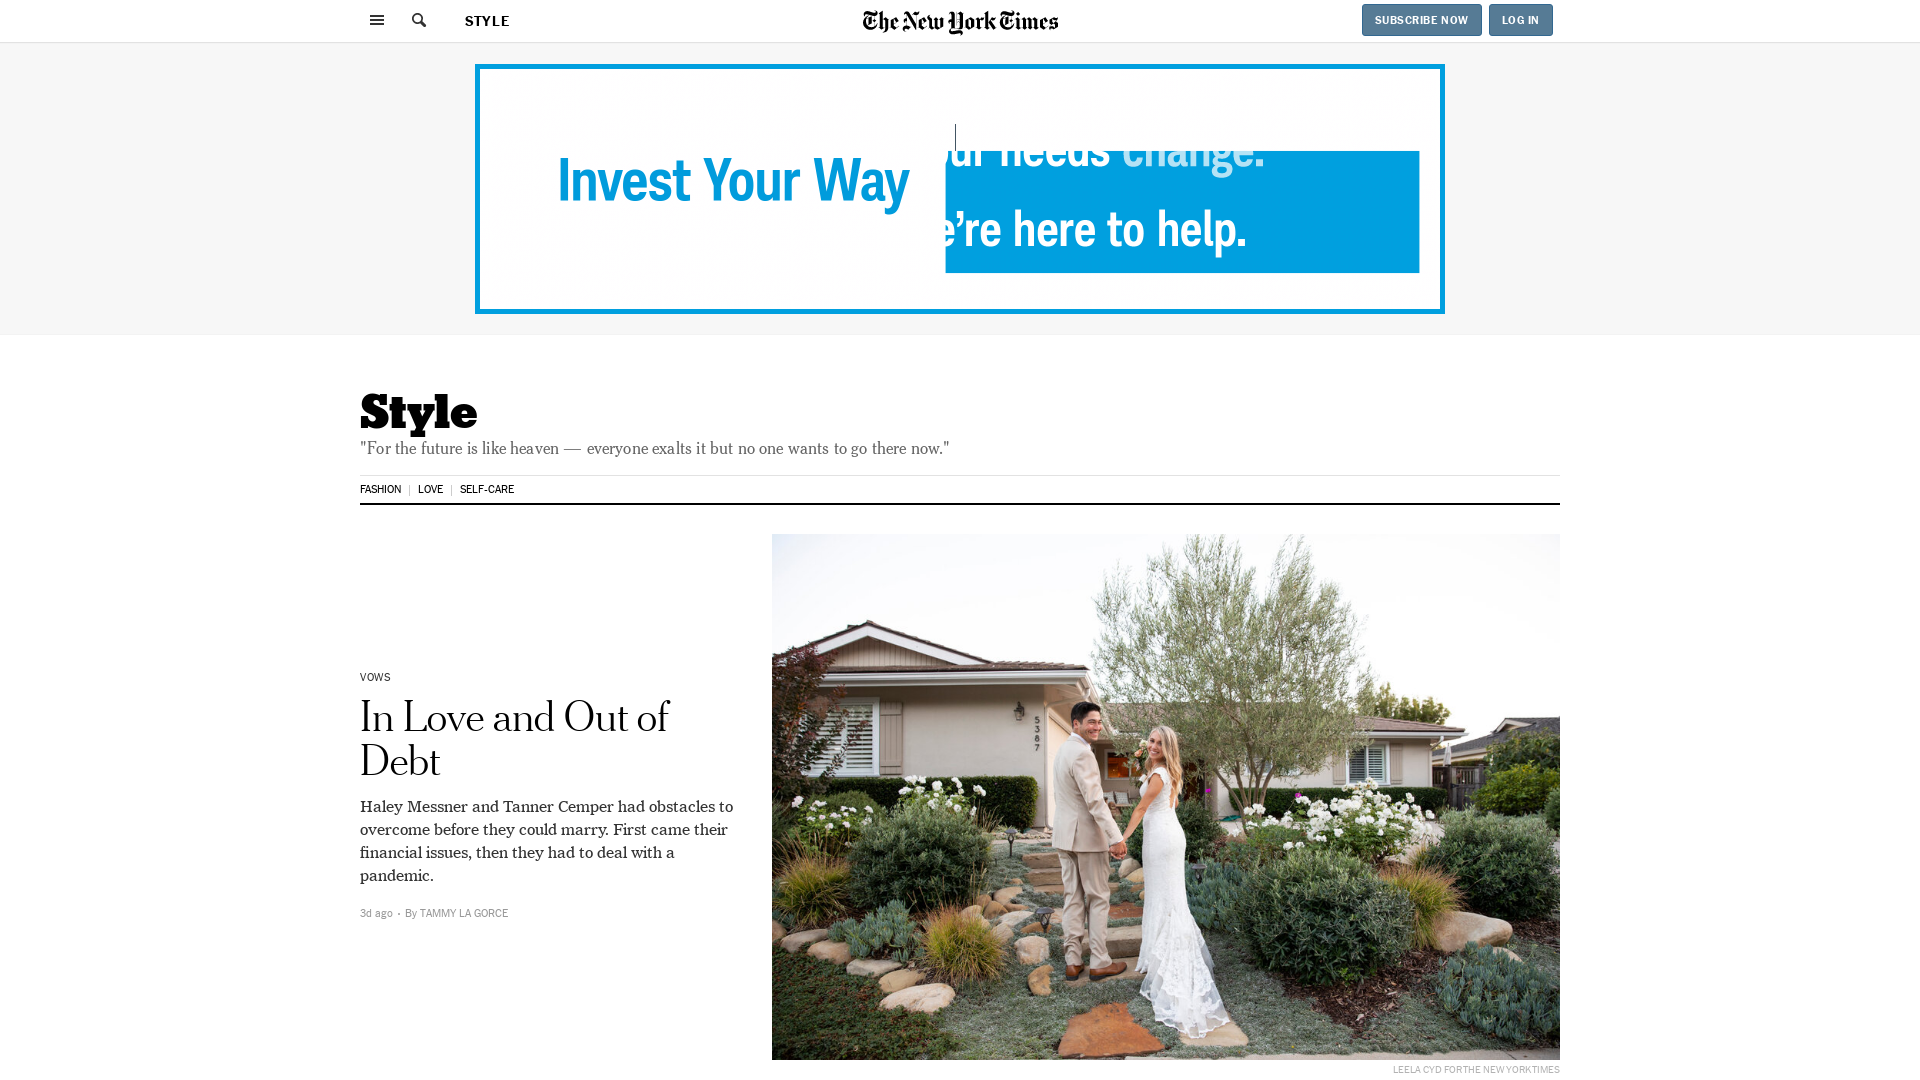 STYLE
The New York Times
SUBSCRIBE NOW
LOG IN
Invest Your Way
needs change.
here to help.
Style
"For the future is like heaven — everyone exalts it but no one wants to go there now."
FASHION
LOVE
SELF-CARE
VOWS
In Love and Out of
Debt
Haley Messner and Tanner Cemper had obstacles to
overcome before they could marry. First came their
financial issues, then they had to deal with a
pandemic.
3d ago • By TAMMY LA GORCE
5387
LEELA CYD FOR THE NEW YORK TIMES